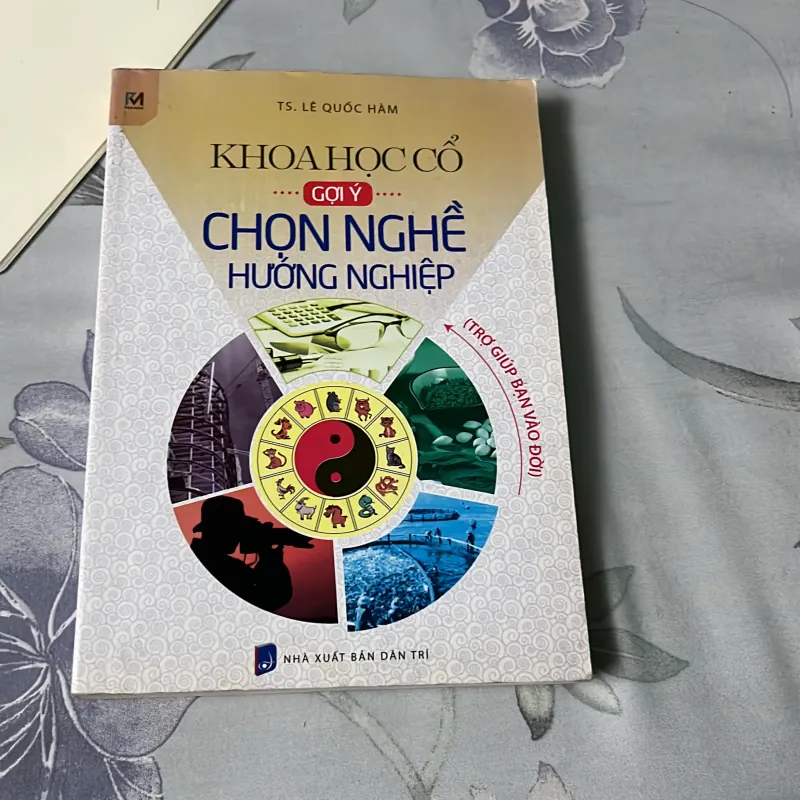 TS. LÊ QUỐC HÀM
KHOA HỌC CỔ
GỢI Ý
CHỌN NGHỀ
HƯỚNG NGHIỆP
(TRỢ GIÚP BẠN VÀO ĐỜI)
NHÀ XUẤT BẢN DÂN TRÍ